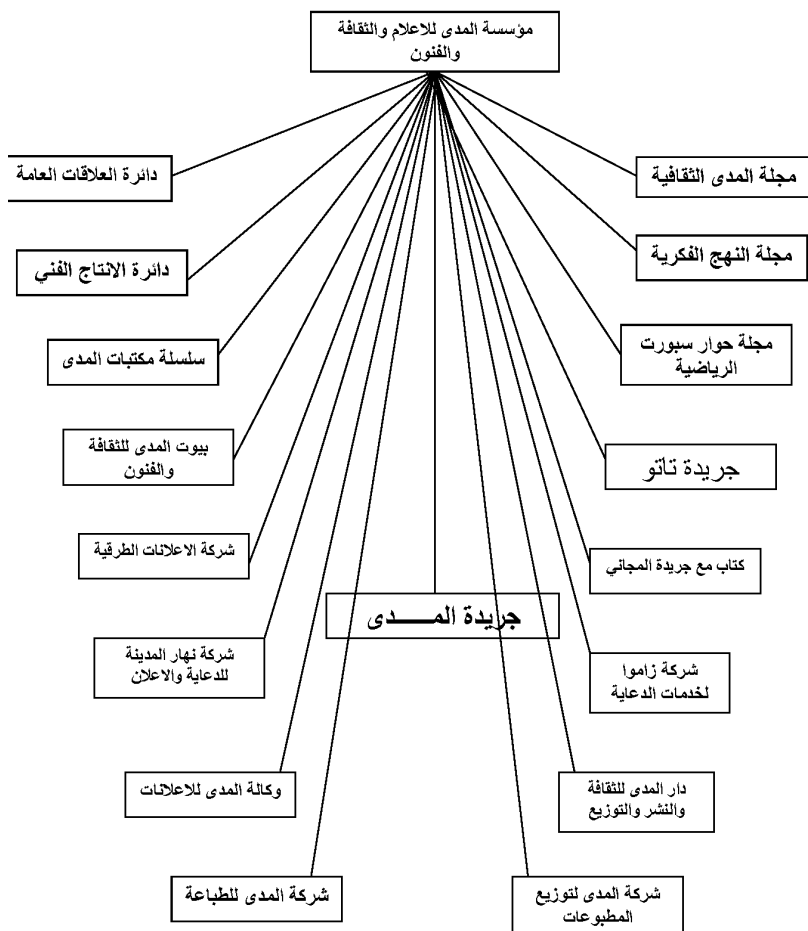 مؤسسة المدى للاعلام والثقافة
والفنون
مجلة المدى الثقافية
دائرة العلاقات العامة
مجلة النهج الفكرية
دائرة الانتاج الفني
مجلة حوار سبورت
الرياضية
سلسلة مكتبات المدى
جريدة تاتو
بيوت المدى للثقافة
والفنون
كتاب مع جريدة المجاني
شركة الاعلانات الطرقية
جريدة المــــدى
شركة زاموا
لخدمات الدعاية
شركة نهار المدينة
للدعاية والاعلان
دار المدى للثقافة
والنشر والتوزيع
وكالة المدى للاعلانات
شركة المدى لتوزيع
المطبوعات
شركة المدى للطباعة